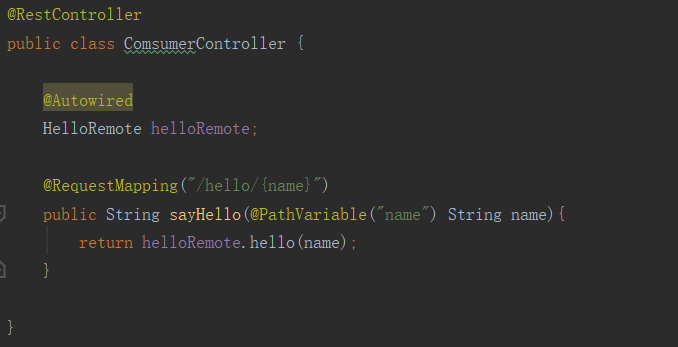 @RestController
public class ComsumerController {
@Autowired
HelloRemote helloRemote;
@RequestMapping("/hello/{name}")
public String sayHello(@PathVariable("name") String name){
return helloRemote.hello(name);
}
}